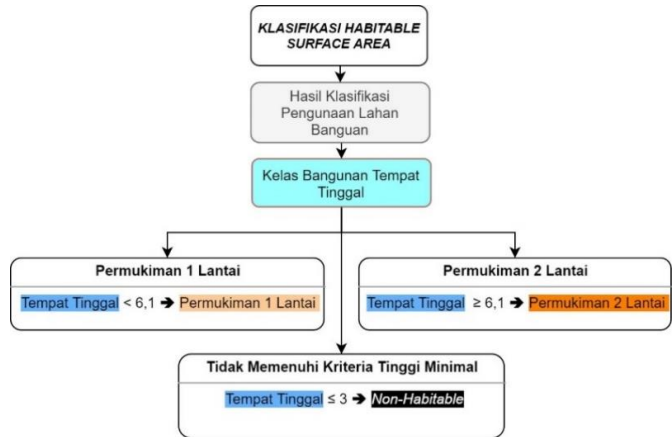 KLASIFIKASI HABITABLE
SURFACE AREA
Hasil Klasifikasi
Pengunaan Lahan
Banguan
Kelas Bangunan Tempat
Tinggal
Permukiman 1 Lantai
Tempat Tinggal < 6,1 ➔ Permukiman 1 Lantai
Permukiman 2 Lantai
Tempat Tinggal ≥ 6,1 ➔ Permukiman 2 Lantai
Tidak Memenuhi Kriteria Tinggi Minimal
Tempat Tinggal ≤ 3 ➔ Non-Habitable